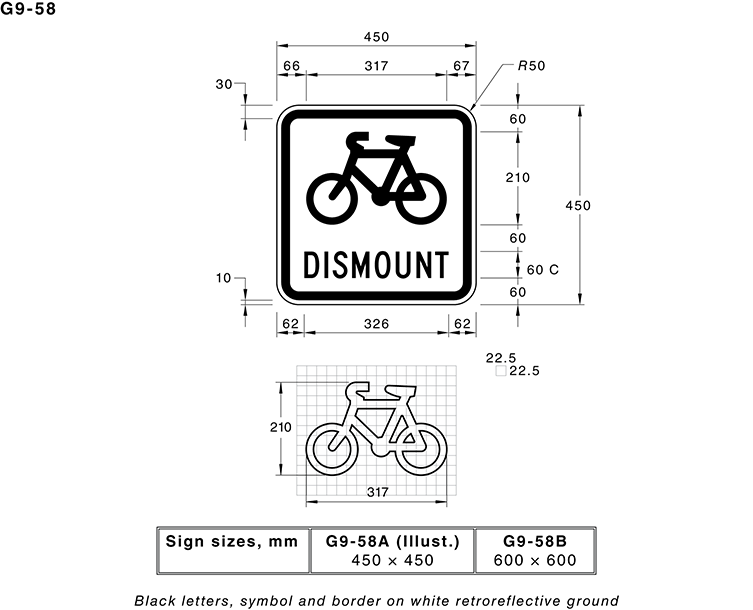 G9-58
450
66 317 67
R50
30
60
210
450
60
DISMOUNT
60 C
10
60
62 326 62
22.5
22.5
210
317
Sign sizes, mm G9-58A (Illust.) G9-58B
450 × 450 600 × 600
Black letters, symbol and border on white retroreflective ground